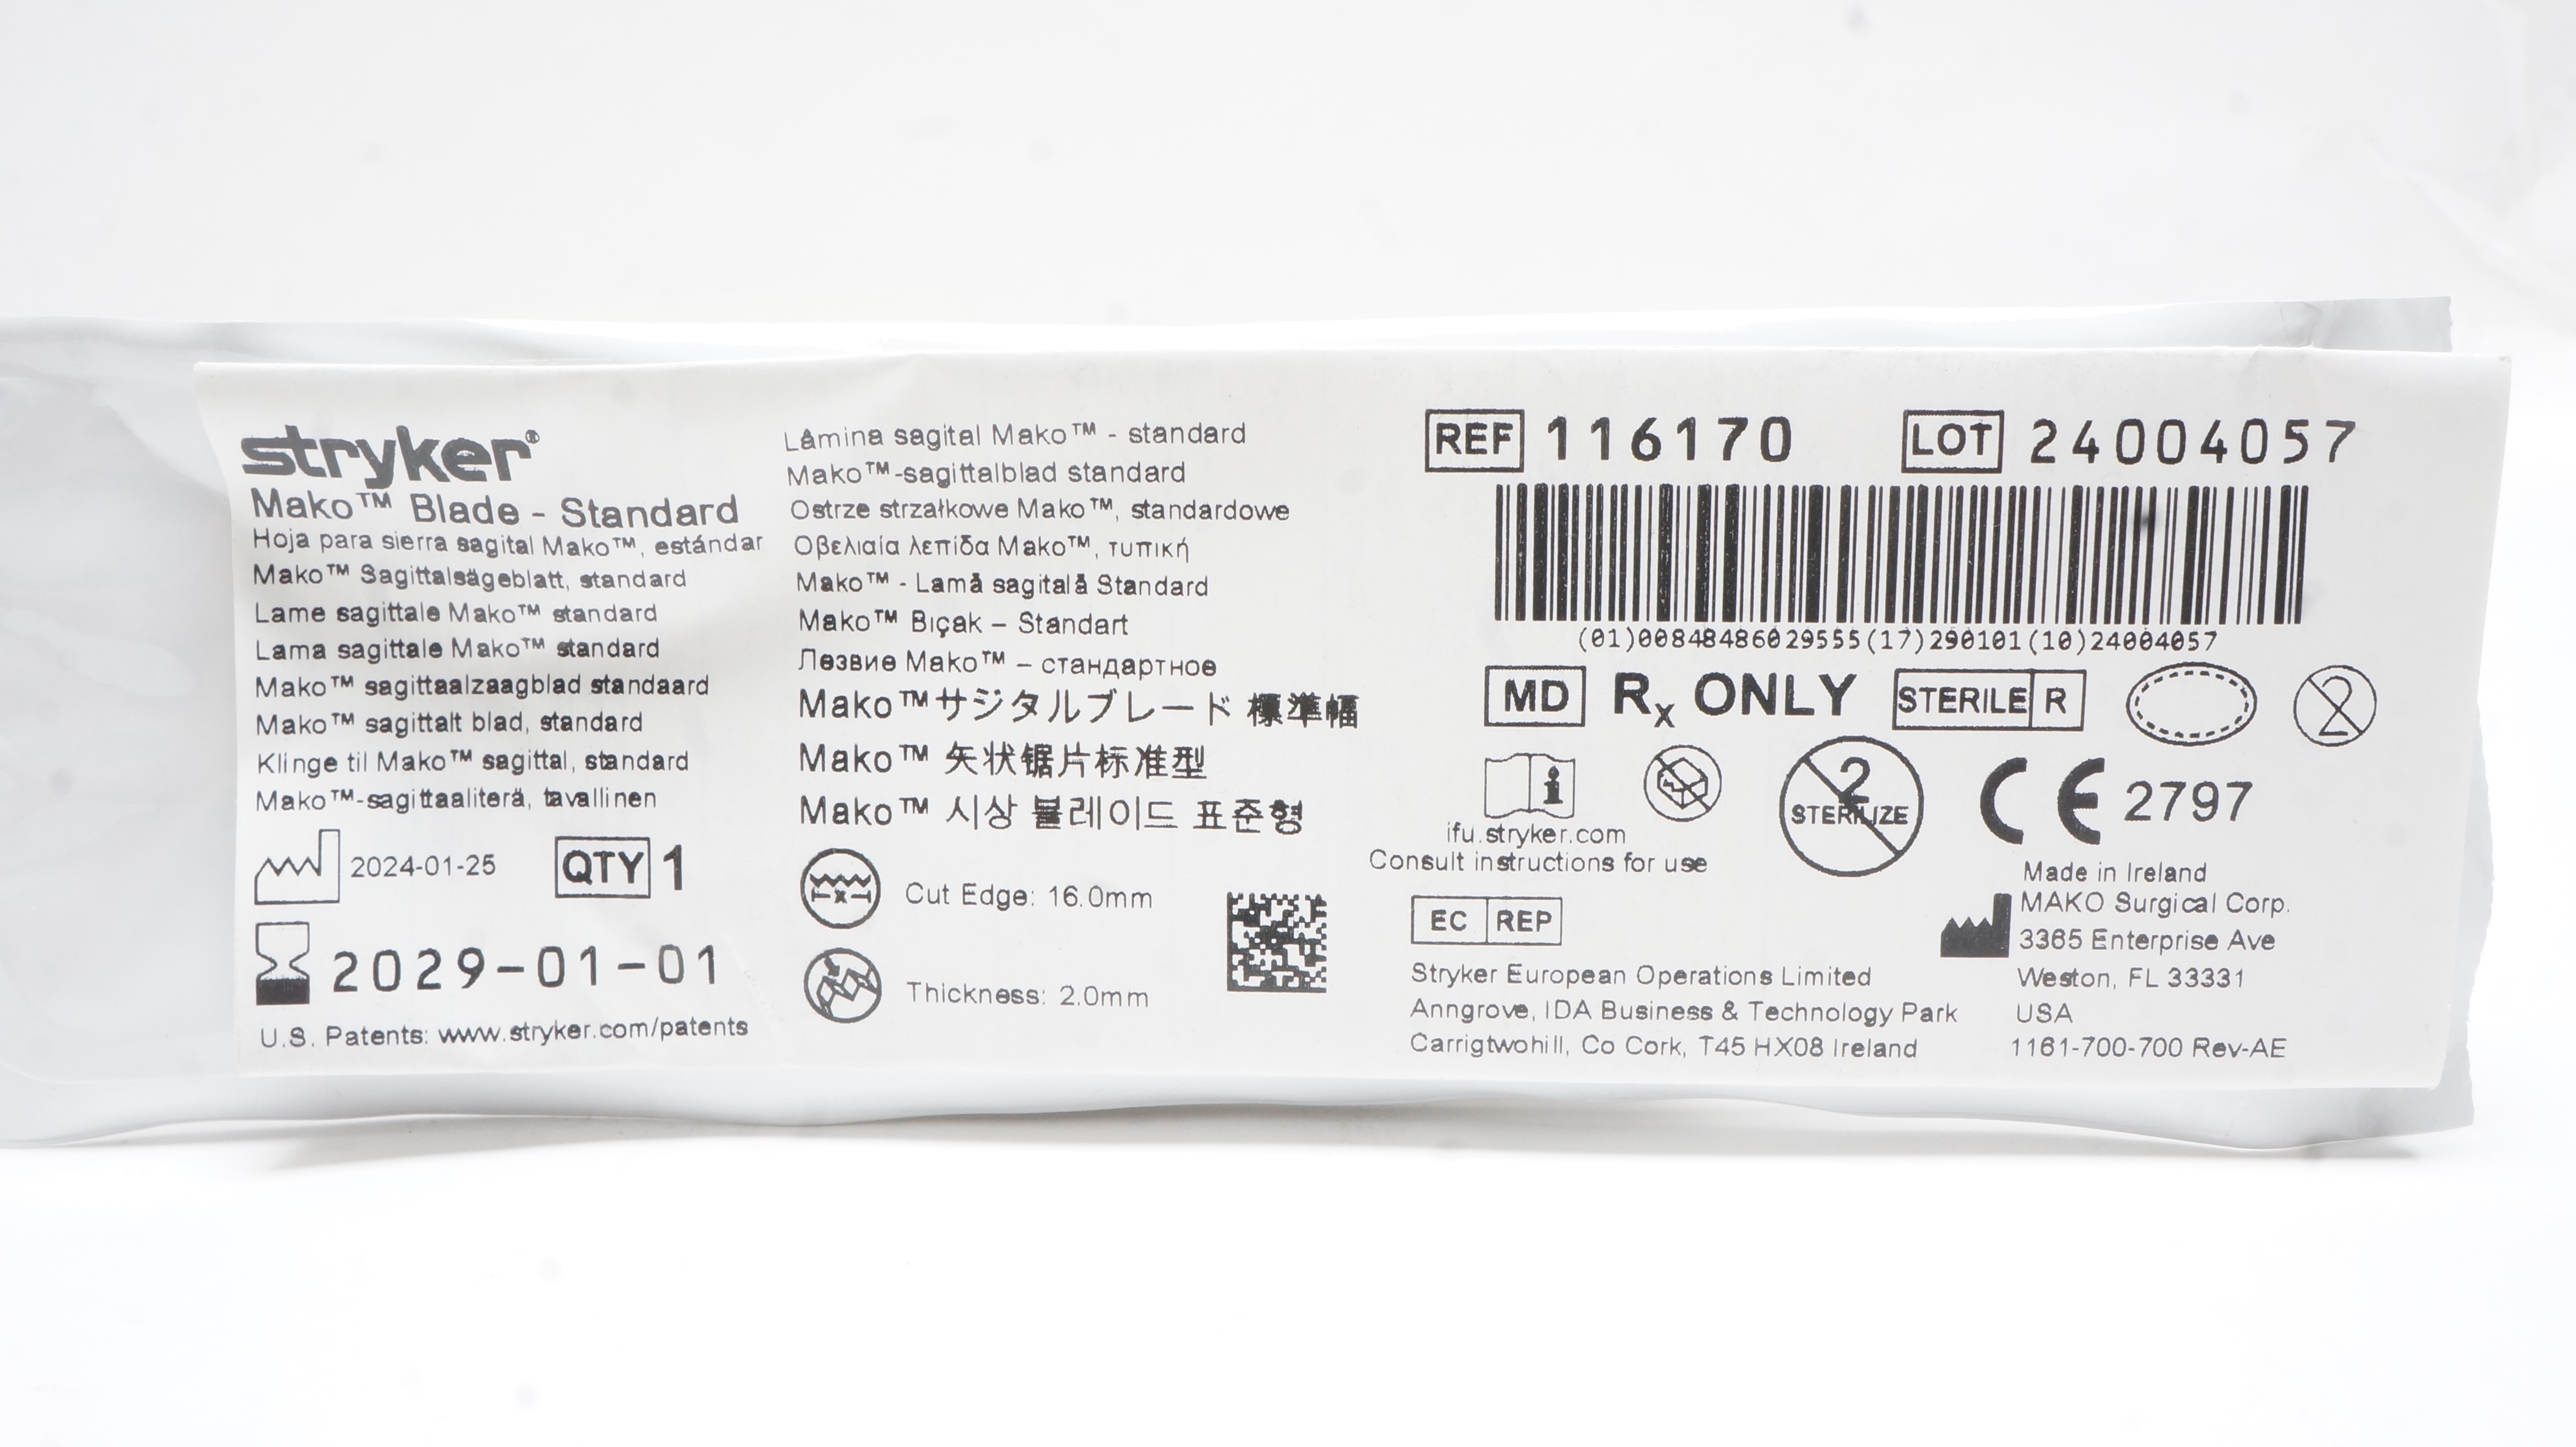 stryker®
Mako™ Blade - Standard
Hoja para sierra sagital Mako™, estándar
Mako™ Sagittalsägeblatt, standard
Lame sagittale Mako™ standard
Lama sagittale Mako™ standard
Mako™ sagittaalzaagblad standaard
Mako™ sagittalt blad, standard
Klinge til Mako™ sagittal, standard
Mako™-sagittaaliterä, tavallinen
2024-01-25
QTY 1
2029-01-01
U.S. Patents: www.stryker.com/patents
Lâmina sagital Mako™ - standard
Mako™-sagittalblad standard
Ostrze strzałkowe Mako™, standardowe
Οβελιαία λεπίδα Mako™, τυπική
Mako™ - Lamă sagitală Standard
Mako™ Bıçak – Standart
Лезвие Mako™ – стандартное
Mako™サジタルブレード 標準幅
Mako™ 矢状锯片标准型
Mako™ 시상 블레이드 표준형
x
Cut Edge: 16.0mm
Thickness: 2.0mm
REF 116170
LOT 24004057
(01)00848486029555(17)290101(10)24004057
MD Rx ONLY STERILE R
2
i
ifu.stryker.com
Consult instructions for use
2
STERILIZE
CE 2797
EC REP
Stryker European Operations Limited
Anngrove, IDA Business & Technology Park
Carrigtwohill, Co Cork, T45 HX08 Ireland
Made in Ireland
MAKO Surgical Corp.
3365 Enterprise Ave
Weston, FL 33331
USA
1161-700-700 Rev-AE